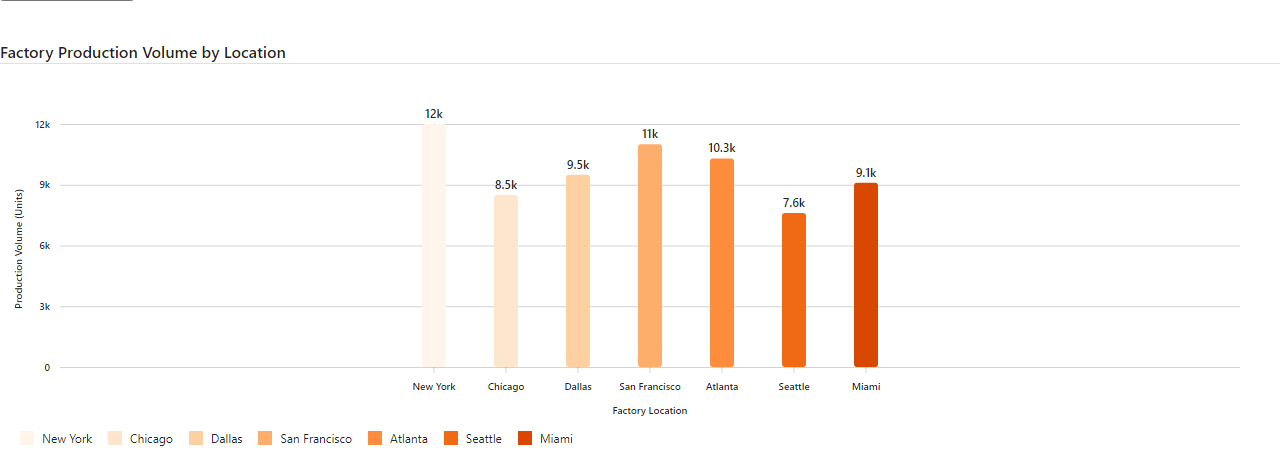 Factory Production Volume by Location
12k
11k
10.3k
9.5k
9.1k
8.5k
7.6k
12k
9k
6k
3k
0
Production Volume (Units)
New York Chicago Dallas San Francisco Atlanta Seattle Miami
Factory Location
New York Chicago Dallas San Francisco Atlanta Seattle Miami